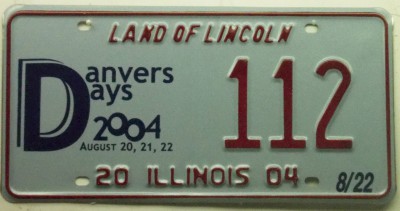 LAND OF LINCOLN
Danvers
Days
2004
AUGUST 20, 21, 22
112
20 ILLINOIS 04
8/22